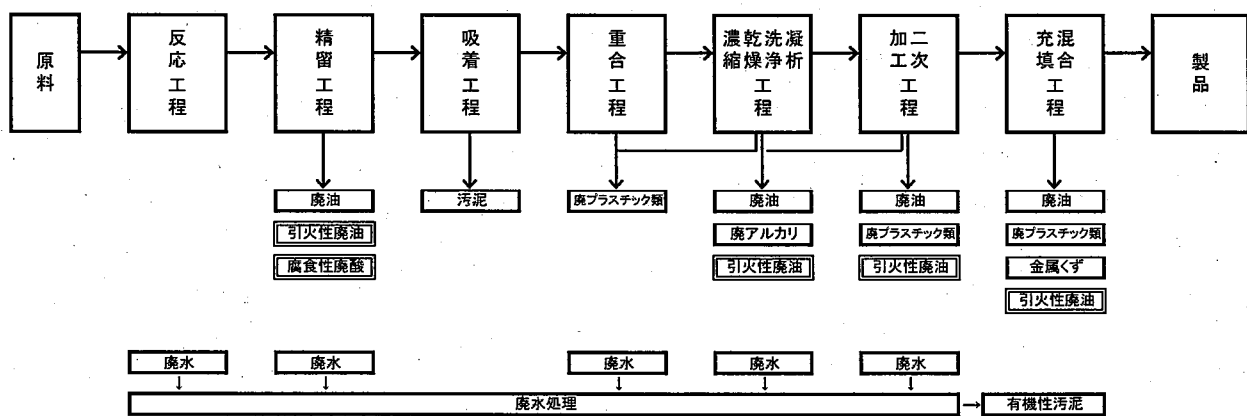 原料
反応工程
精留工程
吸着工程
重合工程
凝析
洗浄
乾燥
濃縮
工程
二次
加工
工程
混合
充填
工程
製品
廃油
引火性廃油
腐食性廃酸
汚泥
廃プラスチック類
廃油
廃アルカリ
引火性廃油
廃油
廃プラスチック類
引火性廃油
廃油
廃プラスチック類
金属くず
引火性廃油
廃水
廃水
廃水
廃水
廃水
廃水処理
有機性汚泥